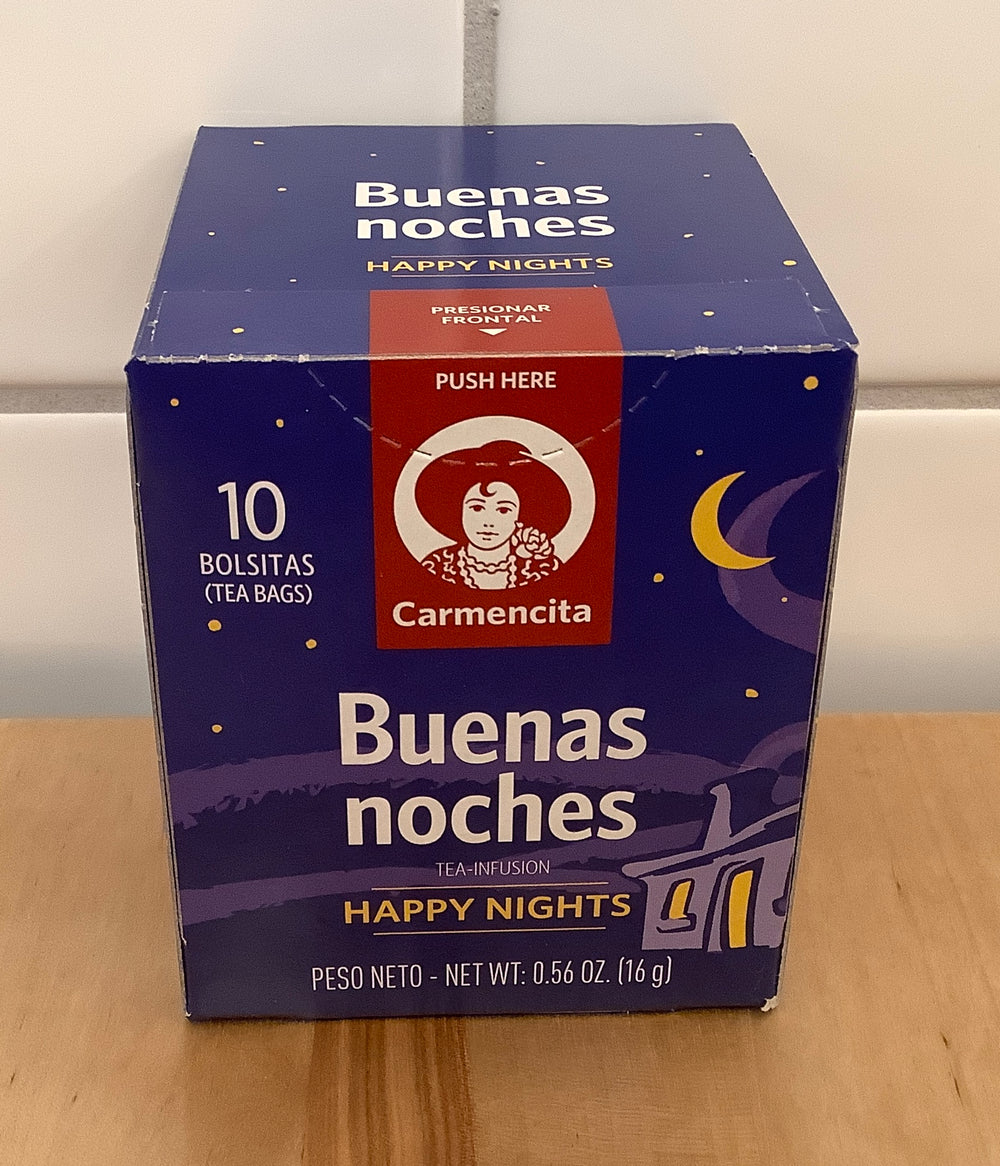 Buenas
noches
HAPPY NIGHTS
PRESIONAR
FRONTAL
PUSH HERE
10
BOLSITAS
(TEA BAGS)
Carmencita
Buenas
noches
TEA-INFUSION
HAPPY NIGHTS
PESO NETO - NET WT: 0.56 OZ. (16 g)